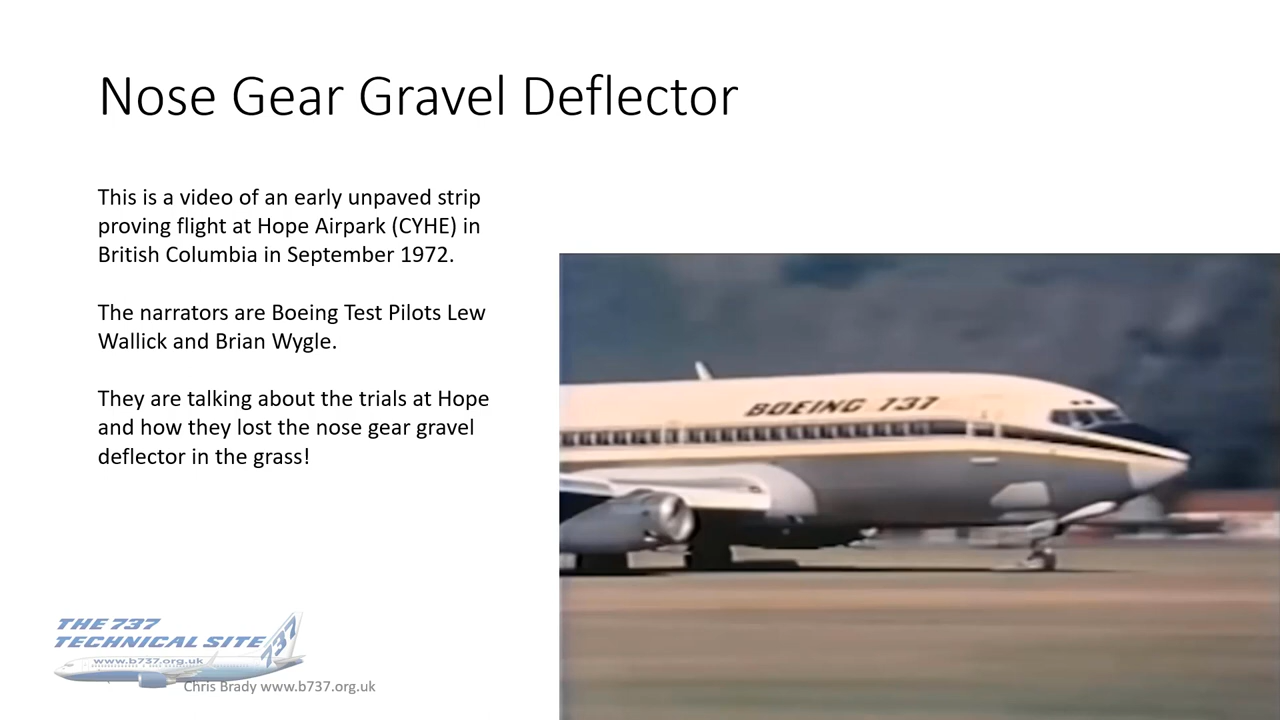 Nose Gear Gravel Deflector
This is a video of an early unpaved strip
proving flight at Hope Airpark (CYHE) in
British Columbia in September 1972.
The narrators are Boeing Test Pilots Lew
Wallick and Brian Wygle.
They are talking about the trials at Hope
and how they lost the nose gear gravel
deflector in the grass!
BOEING 737
THE 737
TECHNICAL SITE
737
www.b737.org.uk
Chris Brady www.b737.org.uk